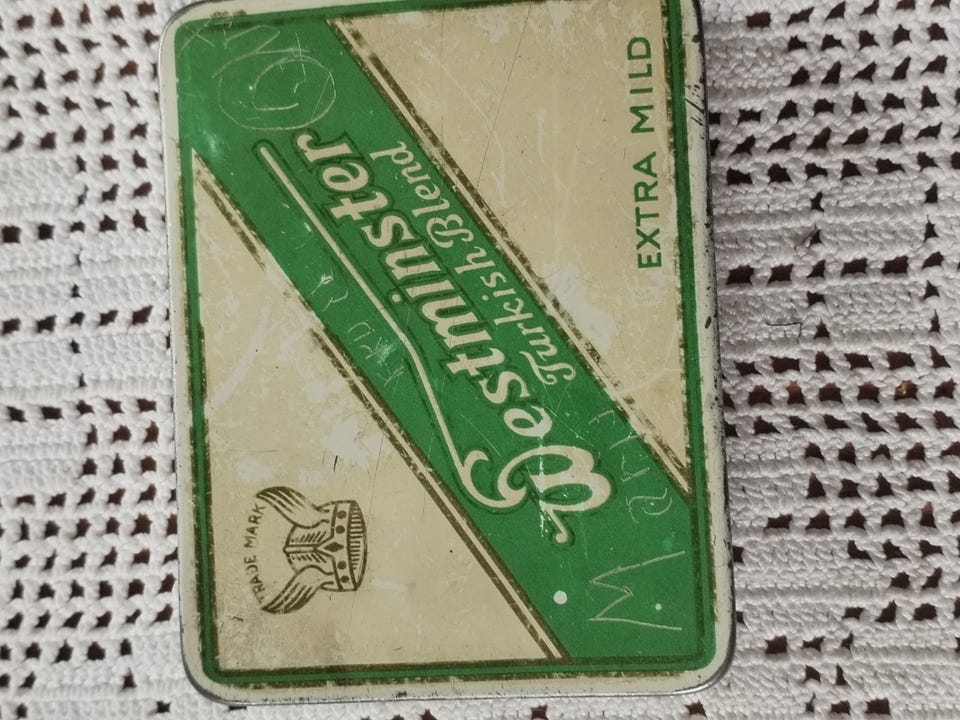 TRADE MARK
Westminster
Turkish Blend
EXTRA MILD